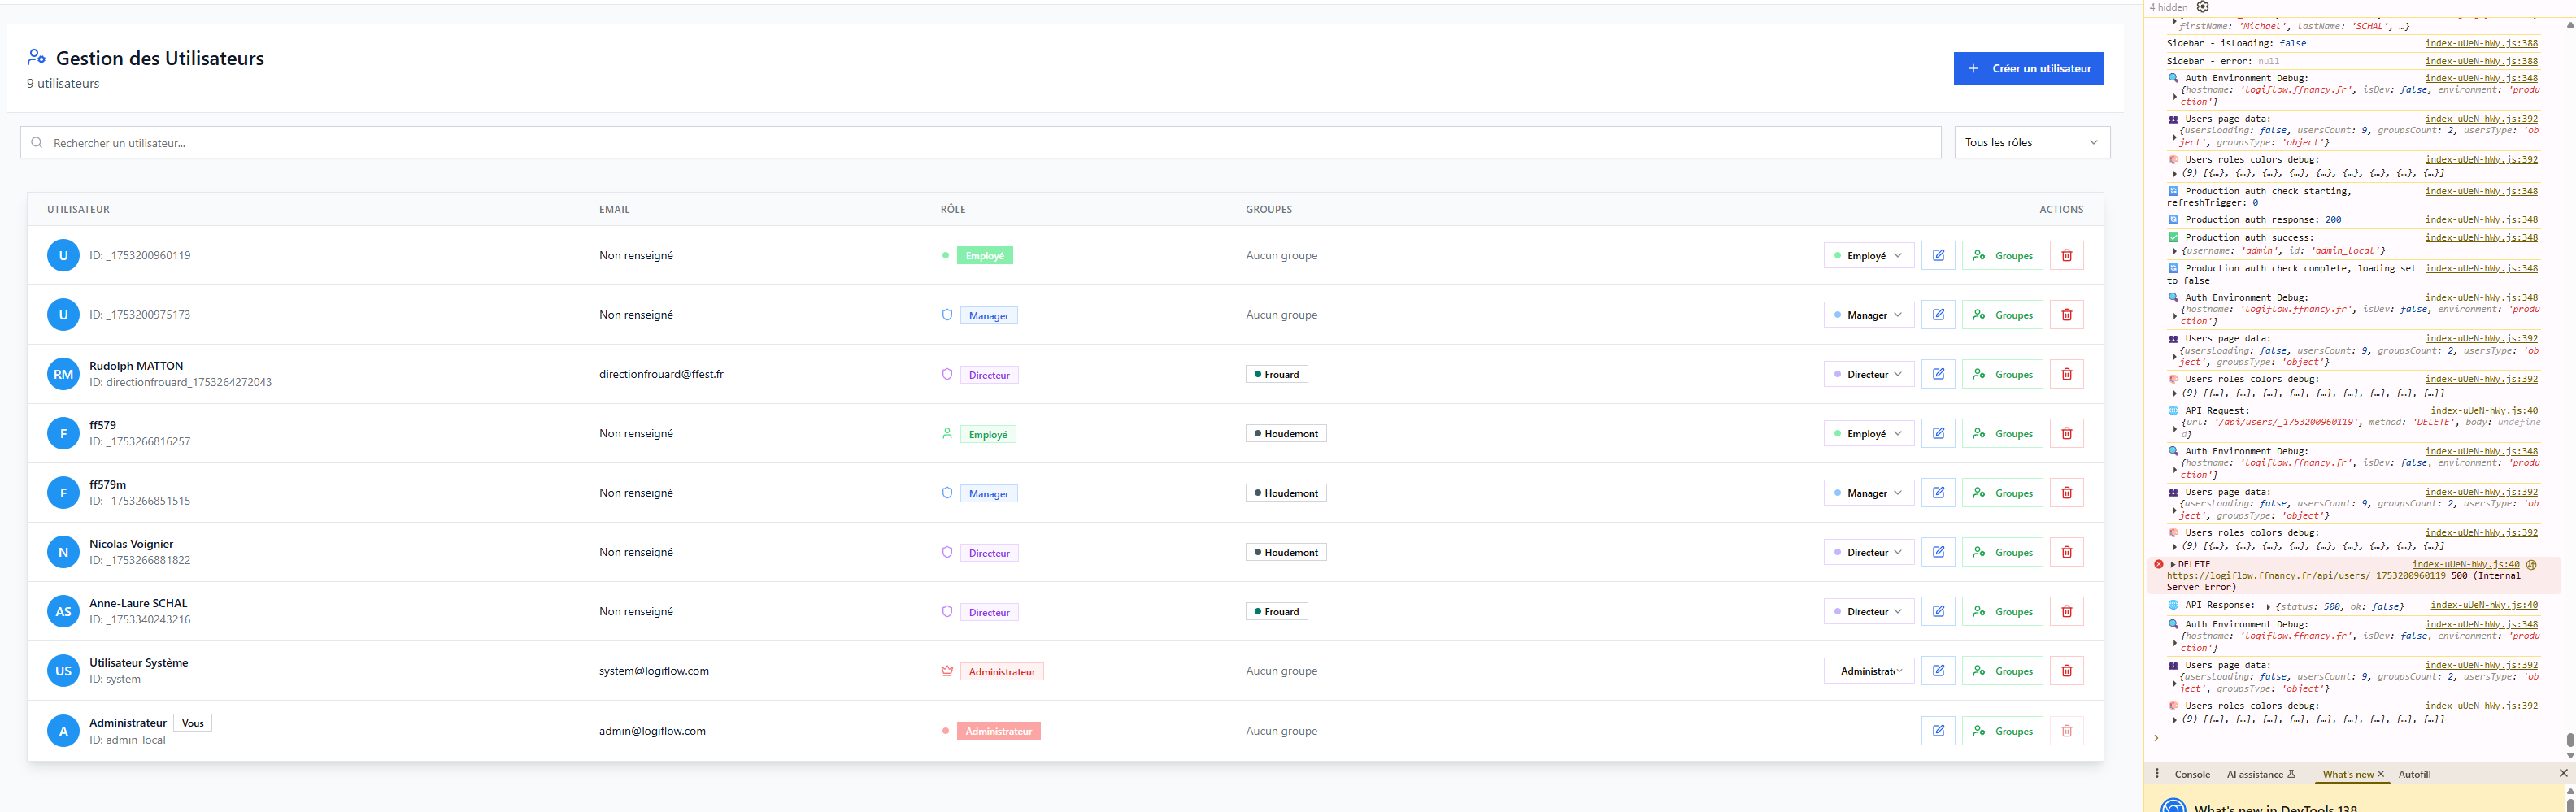 Gestion des Utilisateurs
9 utilisateurs
+ Créer un utilisateur
Rechercher un utilisateur...
Tous les rôles
UTILISATEUR EMAIL RÔLE GROUPES ACTIONS
U ID: _1753200960119 Non renseigné Employé Aucun groupe Employé Groupes
U ID: _1753200975173 Non renseigné Manager Aucun groupe Manager Groupes
RM Rudolph MATTON directionfrouard@ffest.fr Directeur Frouard Directeur Groupes
ID: directionfrouard_1753264272043
F ff579 Non renseigné Employé Houdemont Employé Groupes
ID: _1753266816257
F ff579m Non renseigné Manager Houdemont Manager Groupes
ID: _1753266851515
N Nicolas Voignier Non renseigné Directeur Houdemont Directeur Groupes
ID: _1753266881822
AS Anne-Laure SCHAL Non renseigné Directeur Frouard Directeur Groupes
ID: _1753340243216
US Utilisateur Système system@logiflow.com Administrateur Aucun groupe Administrat Groupes
ID: system
A Administrateur Vous admin@logiflow.com Administrateur Aucun groupe Groupes
ID: admin_local
4 hidden
firstName: 'Michael', lastName: 'SCHAL', …}
Sidebar - isLoading: false index-uUeN-hWy.js:388
Sidebar - error: null index-uUeN-hWy.js:388
Auth Environment Debug: index-uUeN-hWy.js:348
{hostname: 'logiflow.ffnancy.fr', isDev: false, environment: 'produ
ction'}
Users page data: index-uUeN-hWy.js:392
{usersLoading: false, usersCount: 9, groupsCount: 2, usersType: 'ob
ject', groupsType: 'object'}
Users roles colors debug: index-uUeN-hWy.js:392
(9) [{…}, {…}, {…}, {…}, {…}, {…}, {…}, {…}, {…}]
Production auth check starting, index-uUeN-hWy.js:348
refreshTrigger: 0
Production auth response: 200 index-uUeN-hWy.js:348
Production auth success: index-uUeN-hWy.js:348
{username: 'admin', id: 'admin_local'}
Production auth check complete, loading set index-uUeN-hWy.js:348
to false
Auth Environment Debug: index-uUeN-hWy.js:348
{hostname: 'logiflow.ffnancy.fr', isDev: false, environment: 'produ
ction'}
Users page data: index-uUeN-hWy.js:392
{usersLoading: false, usersCount: 9, groupsCount: 2, usersType: 'ob
ject', groupsType: 'object'}
Users roles colors debug: index-uUeN-hWy.js:392
(9) [{…}, {…}, {…}, {…}, {…}, {…}, {…}, {…}, {…}]
API Request: index-uUeN-hWy.js:40
{url: '/api/users/_1753200960119', method: 'DELETE', body: undefine
d}
Auth Environment Debug: index-uUeN-hWy.js:348
{hostname: 'logiflow.ffnancy.fr', isDev: false, environment: 'produ
ction'}
Users page data: index-uUeN-hWy.js:392
{usersLoading: false, usersCount: 9, groupsCount: 2, usersType: 'ob
ject', groupsType: 'object'}
Users roles colors debug: index-uUeN-hWy.js:392
(9) [{…}, {…}, {…}, {…}, {…}, {…}, {…}, {…}, {…}]
DELETE index-uUeN-hWy.js:40
https://logiflow.ffnancy.fr/api/users/_1753200960119 500 (Internal
Server Error)
API Response: {status: 500, ok: false} index-uUeN-hWy.js:40
Auth Environment Debug: index-uUeN-hWy.js:348
{hostname: 'logiflow.ffnancy.fr', isDev: false, environment: 'produ
ction'}
Users page data: index-uUeN-hWy.js:392
{usersLoading: false, usersCount: 9, groupsCount: 2, usersType: 'ob
ject', groupsType: 'object'}
Users roles colors debug: index-uUeN-hWy.js:392
(9) [{…}, {…}, {…}, {…}, {…}, {…}, {…}, {…}, {…}]
Console AI assistance What's new Autofill
What's new in DevTools 138